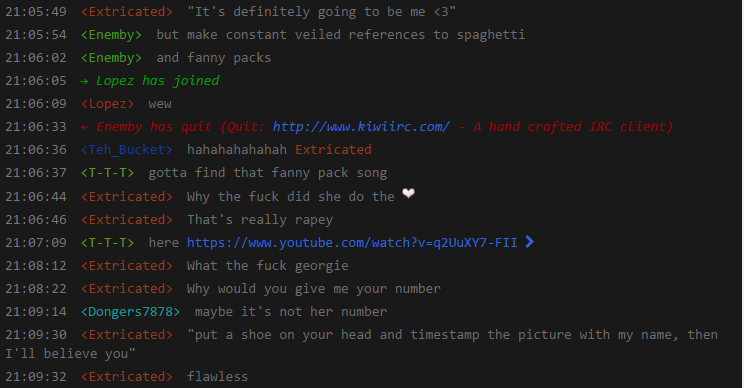 21:05:49 <Extricated> "It's definitely going to be me <3"
21:05:54 <Enemby> but make constant veiled references to spaghetti
21:06:02 <Enemby> and fanny packs
21:06:05 → Lopez has joined
21:06:09 <Lopez> wew
21:06:33 ← Enemby has quit (Quit: http://www.kiwiirc.com/ - A hand crafted IRC client)
21:06:36 <Teh_Bucket> hahahahahahah Extricated
21:06:37 <T-T-T> gotta find that fanny pack song
21:06:44 <Extricated> Why the fuck did she do the ❤
21:06:46 <Extricated> That's really rapey
21:07:09 <T-T-T> here https://www.youtube.com/watch?v=q2UuXY7-FII
21:08:12 <Extricated> What the fuck georgie
21:08:22 <Extricated> Why would you give me your number
21:09:14 <Dongers7878> maybe it's not her number
21:09:30 <Extricated> "put a shoe on your head and timestamp the picture with my name, then
I'll believe you"
21:09:32 <Extricated> flawless